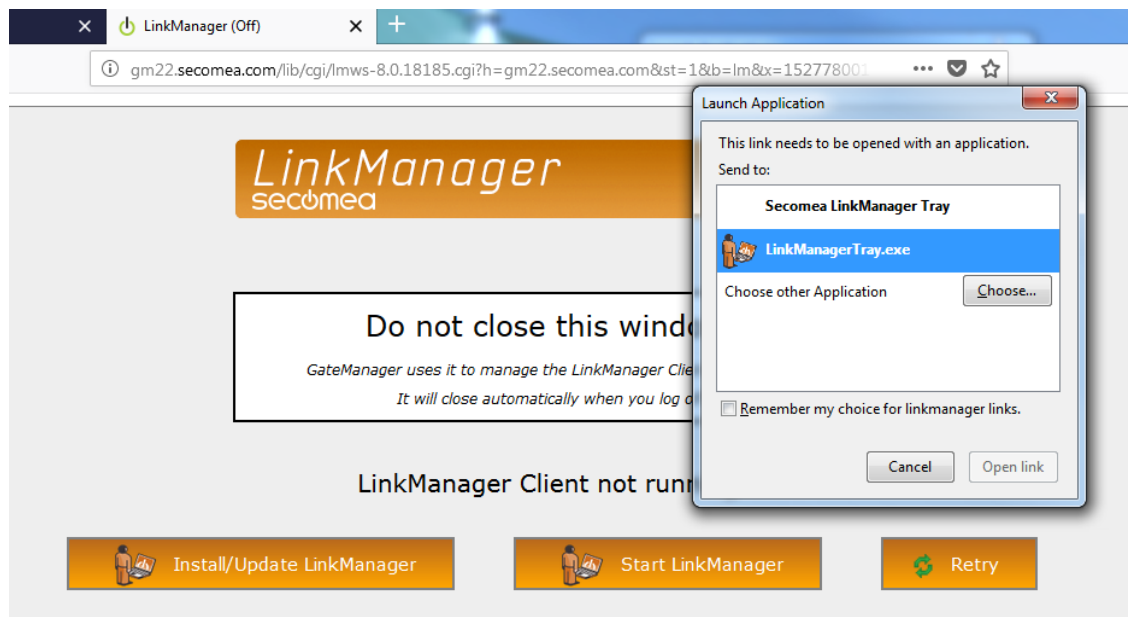 LinkManager (Off)
gm22.secomea.com/lib/cgi/lmws-8.0.18185.cgi?h=gm22.secomea.com&st=1&b=lm&x=152778001
Launch Application
This link needs to be opened with an application.
Send to:
Secomea LinkManager Tray
LinkManagerTray.exe
Choose other Application
Choose...
Remember my choice for linkmanager links.
Cancel
Open link
LinkManager
secomea
Do not close this windo
GateManager uses it to manage the LinkManager Clie
It will close automatically when you log o
LinkManager Client not runn
Install/Update LinkManager
Start LinkManager
Retry